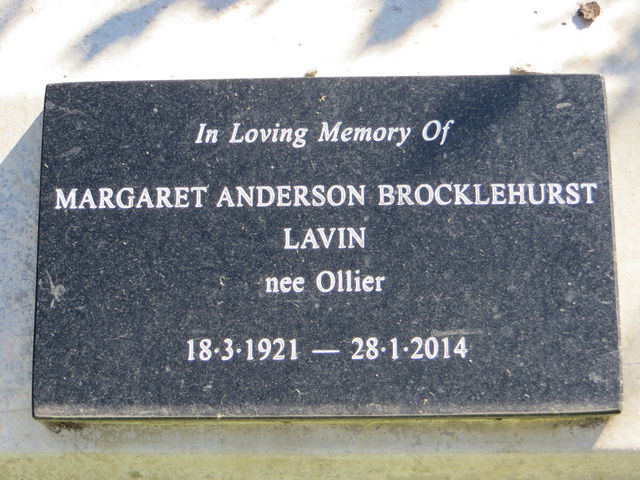 In Loving Memory Of
MARGARET ANDERSON BROCKLEHURST
LAVIN
nee Ollier
18·3·1921 — 28·1·2014